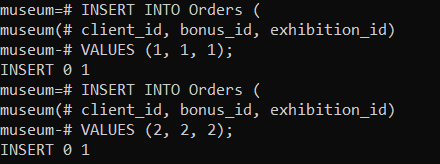 museum=# INSERT INTO Orders (
museum(# client_id, bonus_id, exhibition_id)
museum-# VALUES (1, 1, 1);
INSERT 0 1
museum=# INSERT INTO Orders (
museum(# client_id, bonus_id, exhibition_id)
museum-# VALUES (2, 2, 2);
INSERT 0 1